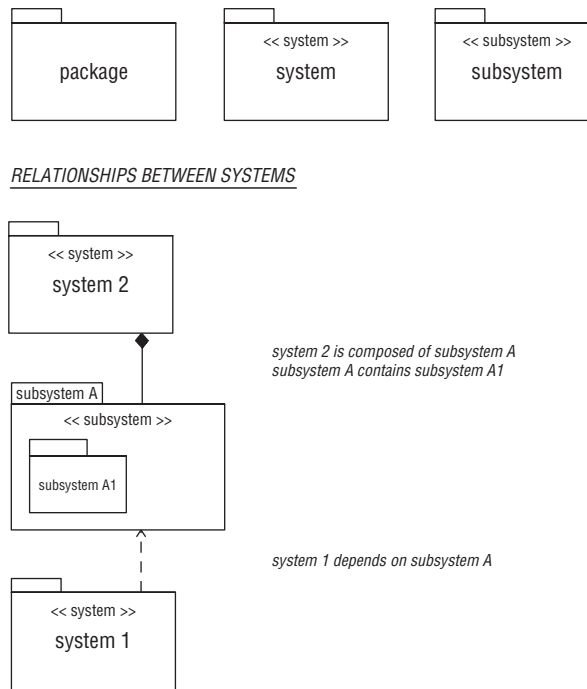 << system >>
<< subsystem >>
package
system
subsystem
RELATIONSHIPS BETWEEN SYSTEMS
<< system >>
system 2
system 2 is composed of subsystem A
subsystem A contains subsystem A1
subsystem A
<< subsystem >>
subsystem A1
system 1 depends on subsystem A
<< system >>
system 1